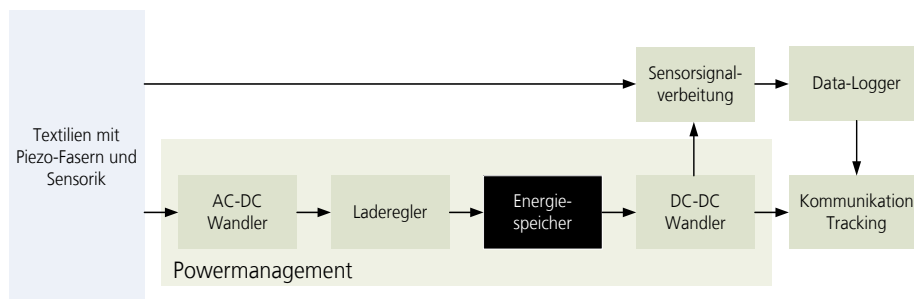 Textilien mit
Piezo-Fasern und
Sensorik
Sensorsignal-
verbeitung
Data-Logger
AC-DC
Wandler
Laderegler
Energie-
speicher
DC-DC
Wandler
Kommunikation
Tracking
Powermanagement